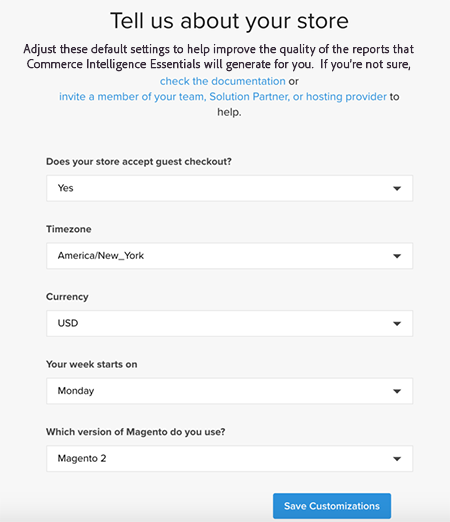 Tell us about your store
Adjust these default settings to help improve the quality of the reports that
Commerce Intelligence Essentials will generate for you. If you're not sure,
check the documentation or
invite a member of your team, Solution Partner, or hosting provider to
help.
Does your store accept guest checkout?
Yes
Timezone
America/New_York
Currency
USD
Your week starts on
Monday
Which version of Magento do you use?
Magento 2
Save Customizations